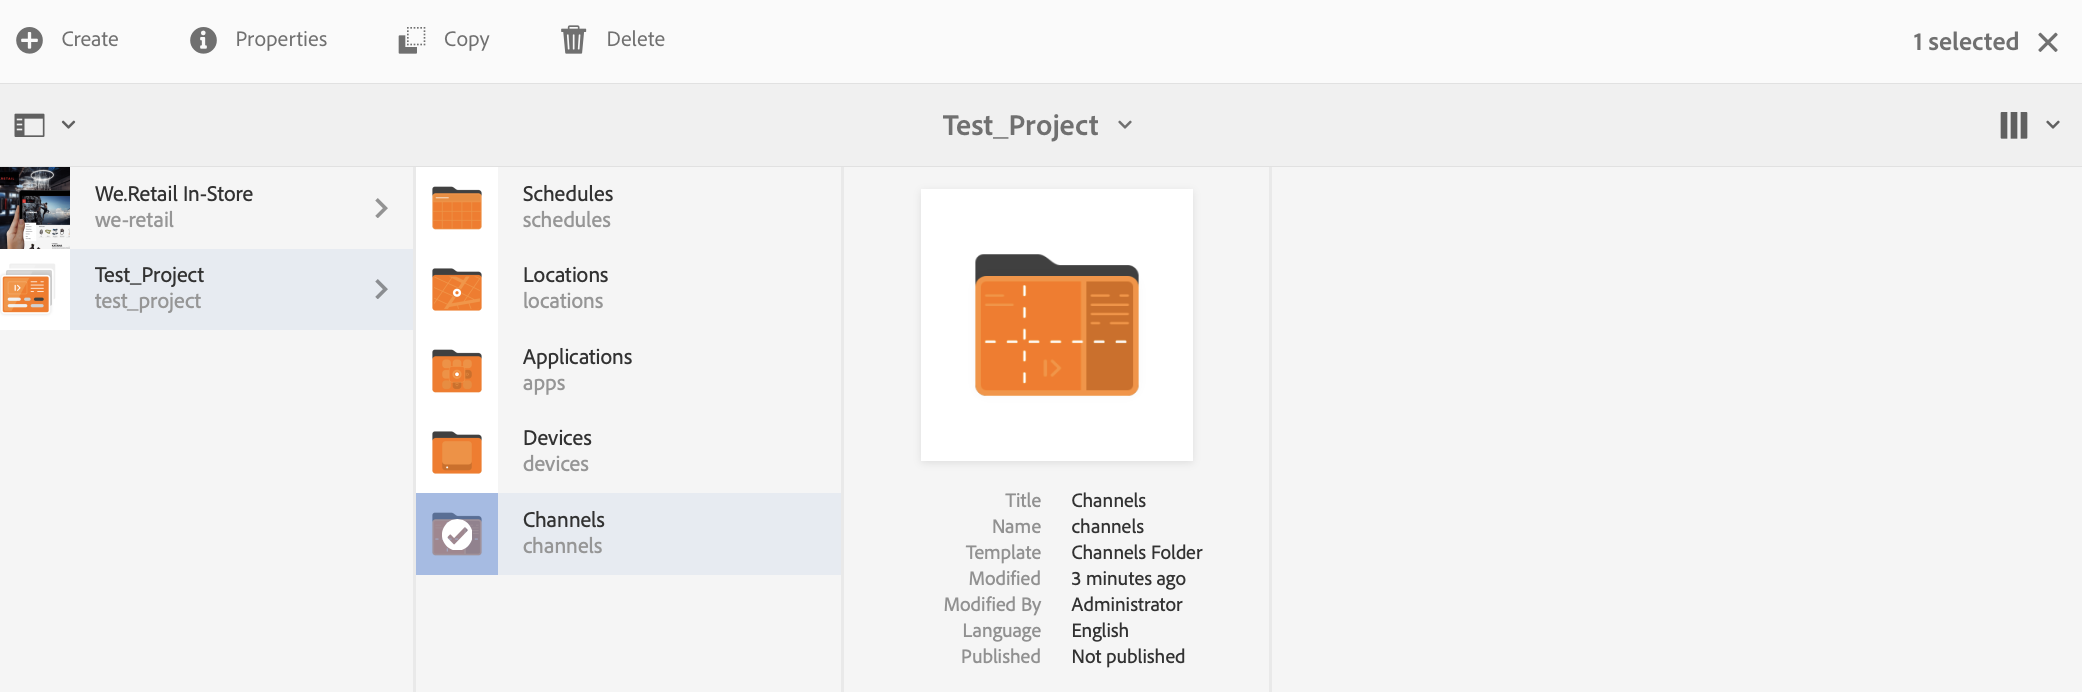 Create
Properties
Copy
Delete
1 selected
Test_Project
We.Retail In-Store
we-retail
Test_Project
test_project
Schedules
schedules
Locations
locations
Applications
apps
Devices
devices
Channels
channels
Title Channels
Name channels
Template Channels Folder
Modified 3 minutes ago
Modified By Administrator
Language English
Published Not published